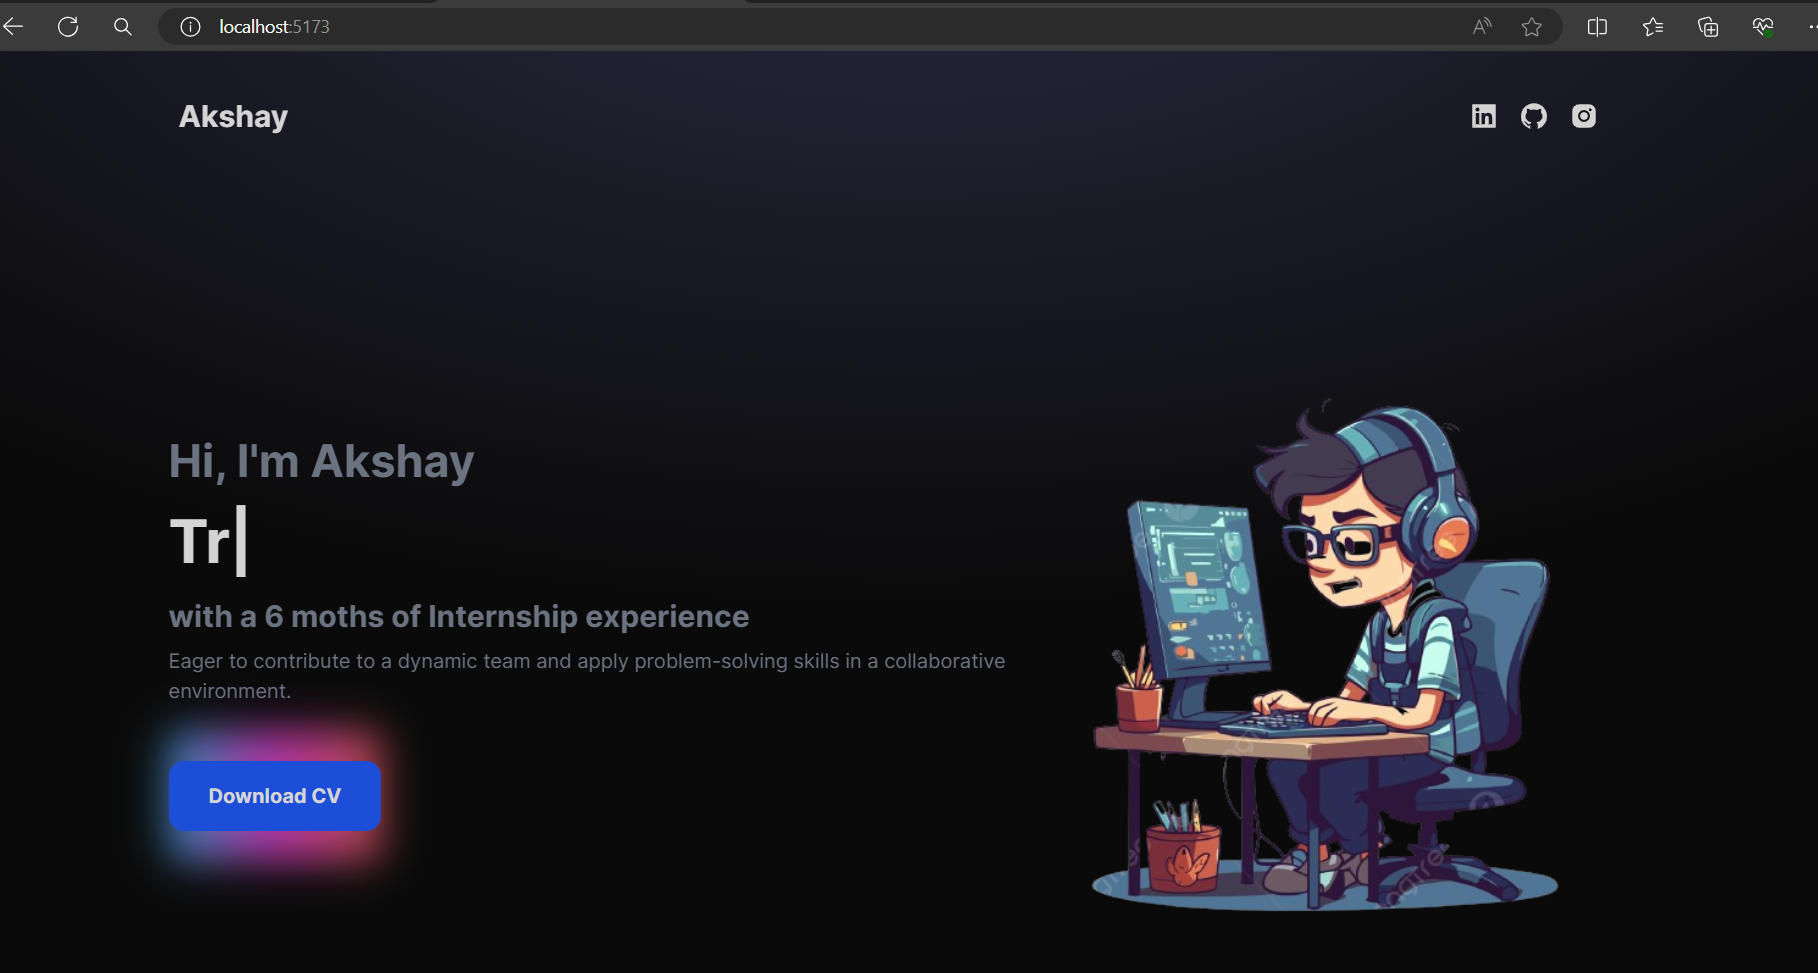 localhost:5173
Akshay
Hi, I'm Akshay
Tr
with a 6 moths of Internship experience
Eager to contribute to a dynamic team and apply problem-solving skills in a collaborative
environment.
Download CV